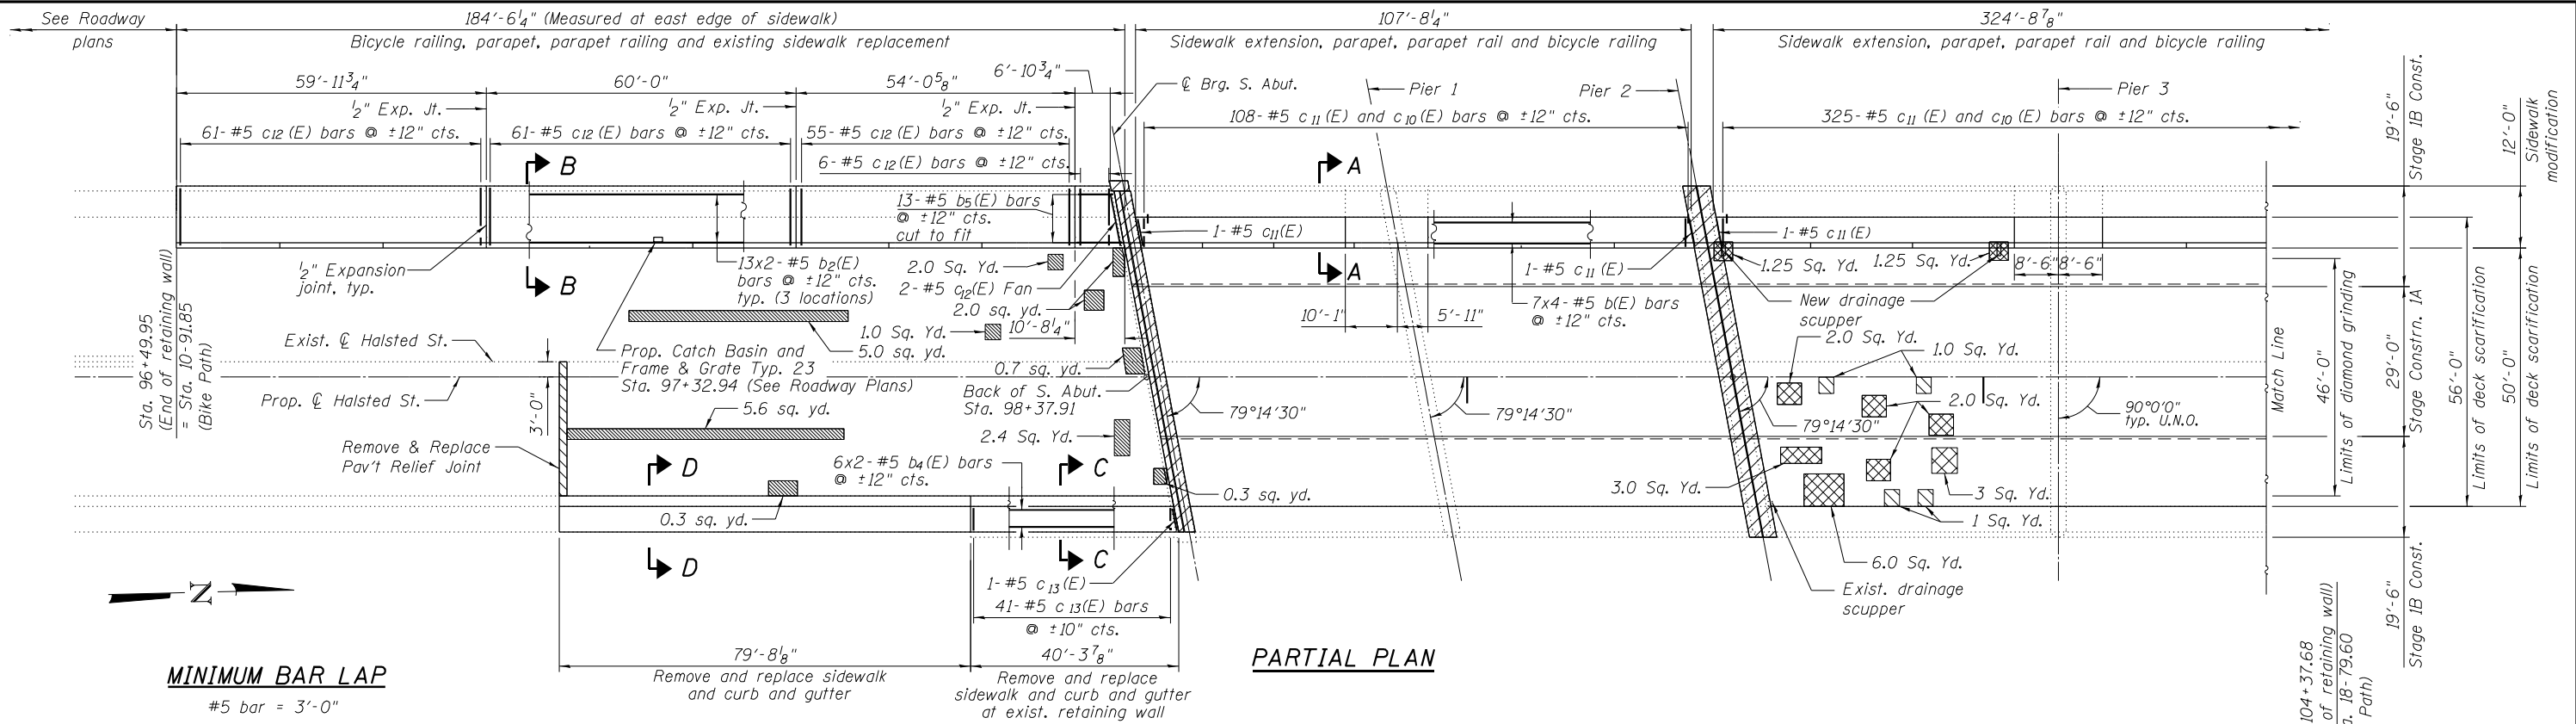 See Roadway
plans
184'-6 1/4" (Measured at east edge of sidewalk)
Bicycle railing, parapet, parapet railing and existing sidewalk replacement
107'-8 1/4"
Sidewalk extension, parapet, parapet rail and bicycle railing
324'-8 7/8"
Sidewalk extension, parapet, parapet rail and bicycle railing
59'-11 3/4"
60'-0"
54'-0 5/8"
6'-10 3/4"
1/2" Exp. Jt.
1/2" Exp. Jt.
1/2" Exp. Jt.
℄ Brg. S. Abut.
Pier 1
Pier 2
Pier 3
61-#5 c12(E) bars @ ±12" cts.
61-#5 c12(E) bars @ ±12" cts.
55-#5 c12(E) bars @ ±12" cts.
6-#5 c12(E) bars @ ±12" cts.
108-#5 c11(E) and c10(E) bars @ ±12" cts.
325-#5 c11(E) and c10(E) bars @ ±12" cts.
B
A
13-#5 b5(E) bars
@ ±12" cts.
cut to fit
1-#5 c11(E)
1-#5 c11(E)
1/2" Expansion
joint, typ.
B
13x2-#5 b2(E)
bars @ ±12" cts.
typ. (3 locations)
2.0 Sq. Yd.
2-#5 c12(E) Fan
2.0 sq. yd.
A
1-#5 c11(E)
1.25 Sq. Yd.
1.25 Sq. Yd.
8'-6"
8'-6"
7x4-#5 b(E) bars
@ ±12" cts.
New drainage
scupper
10'-1"
5'-11"
1.0 Sq. Yd.
10'-8 1/4"
Sta. 96+49.95
(End of retaining wall)
= Sta. 10-91.85
(Bike Path)
Exist. ℄ Halsted St.
Prop. ℄ Halsted St.
Prop. Catch Basin and
Frame & Grate Typ. 23
Sta. 97+32.94 (See Roadway Plans)
5.0 sq. yd.
0.7 sq. yd.
Back of S. Abut.
Sta. 98+37.91
2.0 Sq. Yd.
1.0 Sq. Yd.
3'-0"
5.6 sq. yd.
79°14'30"
79°14'30"
79°14'30"
2.0 Sq. Yd.
90°0'0"
typ. U.N.O.
Remove & Replace
Pav't Relief Joint
2.4 Sq. Yd.
D
6x2-#5 b4(E) bars
@ ±12" cts.
C
0.3 sq. yd.
3.0 Sq. Yd.
3 Sq. Yd.
0.3 sq. yd.
1 Sq. Yd.
D
C
6.0 Sq. Yd.
Exist. drainage
scupper
N
1-#5 c13(E)
41-#5 c13(E) bars
@ ±10" cts.
79'-8 1/8"
Remove and replace sidewalk
and curb and gutter
40'-3 7/8"
Remove and replace
sidewalk and curb and gutter
at exist. retaining wall
PARTIAL PLAN
MINIMUM BAR LAP
#5 bar = 3'-0"
Match Line
46'-0"
Limits of diamond grinding
19'-6"
Stage 1B Const.
29'-0"
Stage Constrn. 1A
19'-6"
Stage 1B Const.
56'-0"
Limits of deck scarification
12'-0"
Sidewalk
modification
50'-0"
Limits of deck scarification
104+37.68
of retaining wall)
a. 18-79.60
Path)